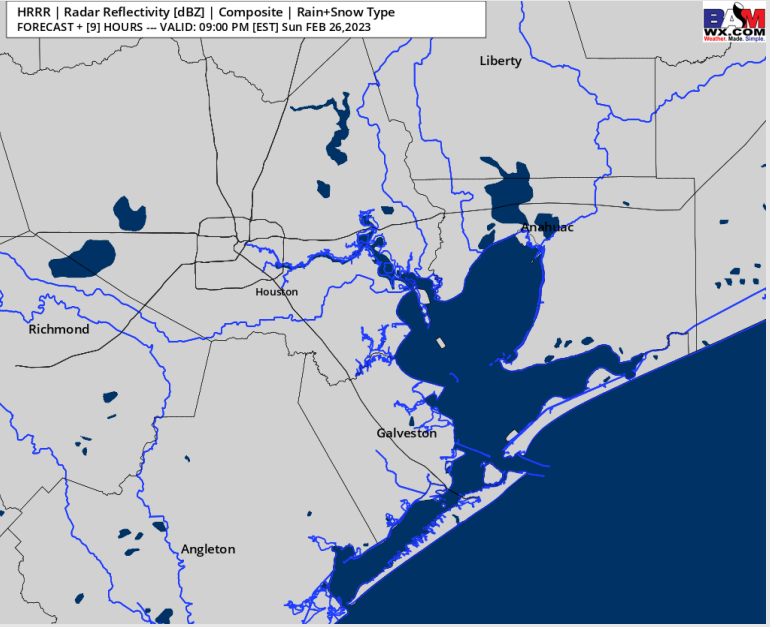 HRRR | Radar Reflectivity [dBZ] | Composite | Rain+Snow Type
FORECAST + [9] HOURS --- VALID: 09:00 PM [EST] Sun FEB 26,2023
BAM
WX.COM
Weather. Made. Simple.
Liberty
Anahuac
Houston
Richmond
Galveston
Angleton